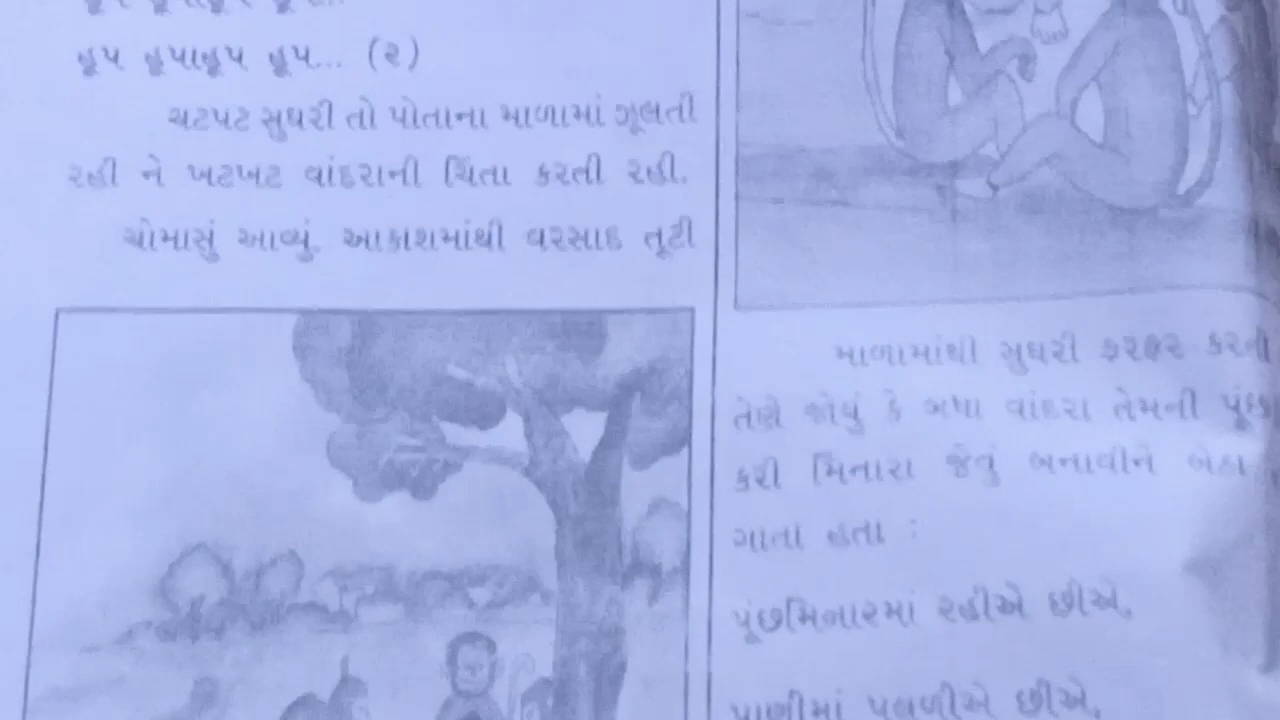 હૂપ હૂપાહૂપ હૂપ... (૨)
ચટપટ સુઘરી તો પોતાના માળામાં ઝૂલતી
રહી ને ખટખટ વાંદરાની ચિંતા કરતી રહી.
ચોમાસું આવ્યું. આકાશમાંથી વરસાદ તૂટી
માળામાંથી સુઘરી ફરફર કરતી
તેણે જોયું કે બધા વાંદરા તેમની
કરી મિનારા જેવું બનાવીને બેઠા
ગાતા હતા :
પૂંછમિનારમાં રહીએ છીએ,
પાણીમાં પલળીએ છીએ,